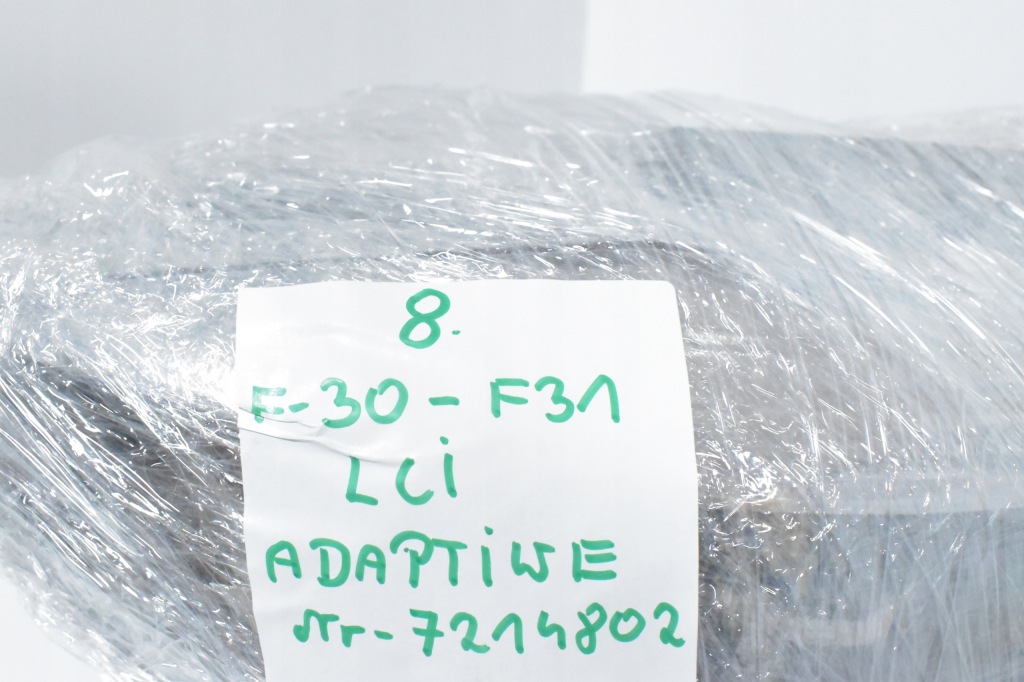 8.
F-30 - F31
LCi
ADAPTIWE
Nr-7214802